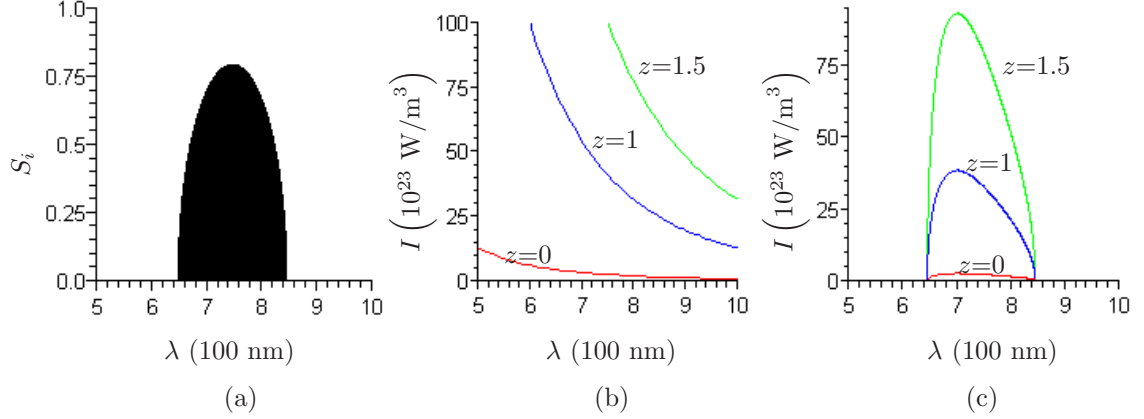 1.0
0.75
0.5
0.25
0.0
S_i
5 6 7 8 9 10
λ (100 nm)
(a)
100
75
50
25
0
I (10^23 W/m^3)
z=1.5
z=1
z=0
5 6 7 8 9 10
λ (100 nm)
(b)
75
50
25
0
I (10^23 W/m^3)
z=1.5
z=1
z=0
5 6 7 8 9 10
λ (100 nm)
(c)